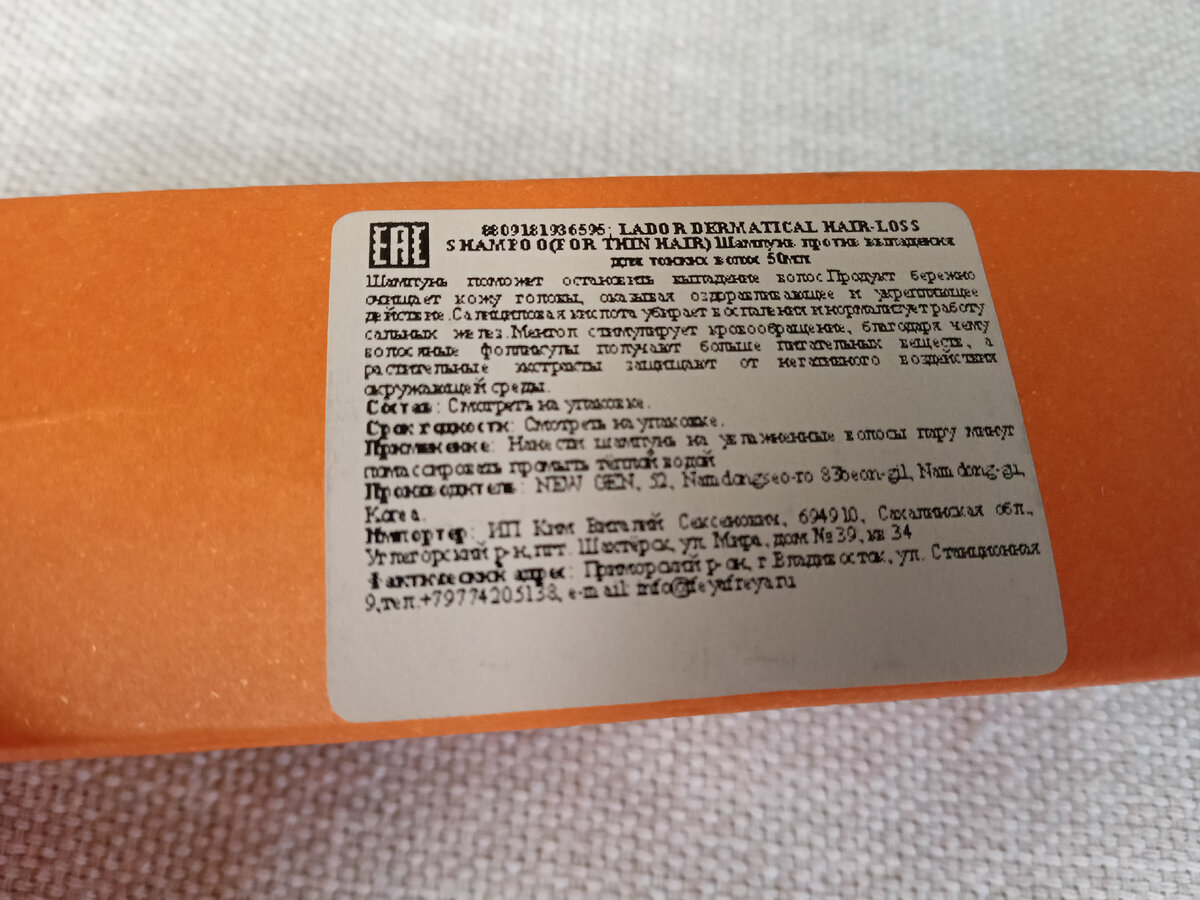 EAC 8809181936595; LADOR DERMATICAL HAIR-LOSS
SHAMPOO(FOR THIN HAIR) Шампунь против выпадения
для тонких волос 50мл
Шампунь поможет остановить выпадение волос.Продукт бережно
очищает кожу головы, оказывая оздоравливающее и укрепляющее
действие.Салициловая кислота убирает воспаления и нормализует работу
сальных желез.Ментол стимулирует кровообращение, благодаря чему
волосяные фолликулы получают больше питательных веществ, а
растительные экстракты защищают от негативного воздействия
окружающей среды.
Состав: Смотреть на упаковке.
Срок годности: Смотреть на упаковке.
Применение: Нанести шампунь на увлажненные волосы пару минут
помассировать промыть тёплой водой
Производитель: NEW GEN, 52, Namdongseo-ro 83beon-gil, Namdong-gu,
Korea.
Импортер: ИП Ким Виталий Сексенович, 694910, Сахалинская обл.,
Углегорский р-н, пгт. Шахтёрск, ул. Мира, дом №39, кв 34
Фактический адрес: Приморский р-он, г Владивосток, ул. Станционная
9,тел.+79774205138, e-mail: info@feyafreya.ru